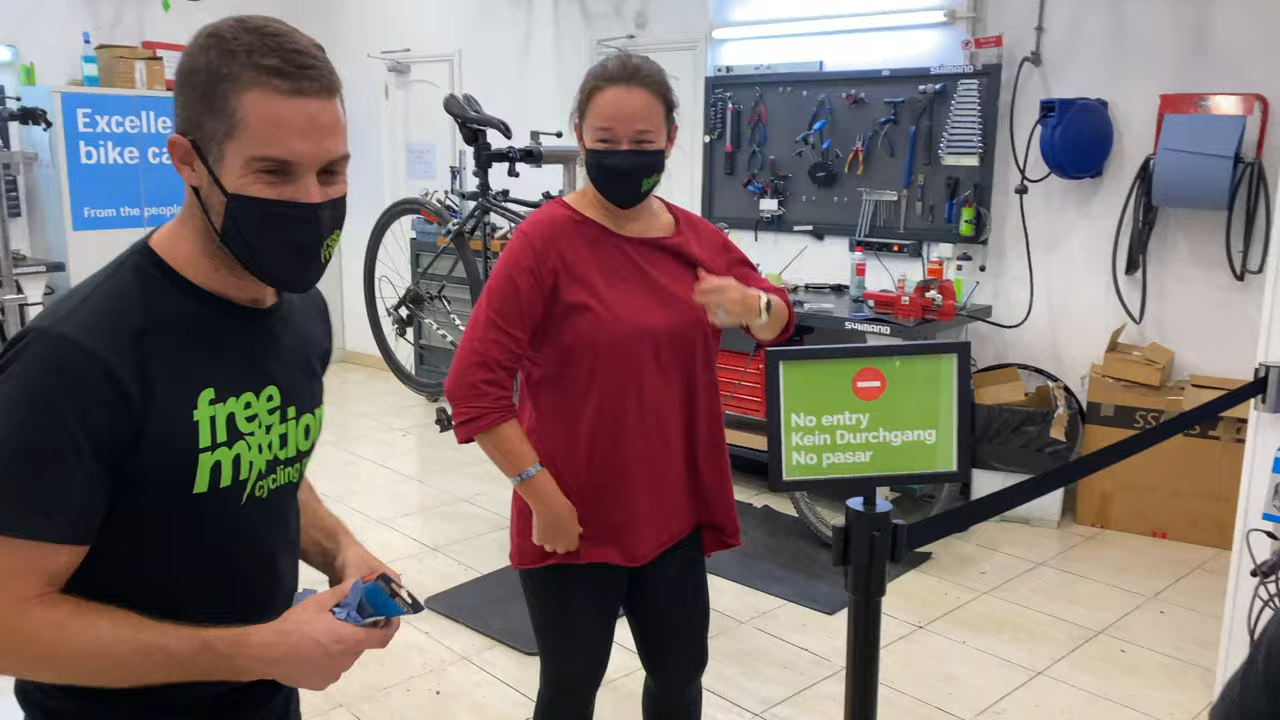 Excelle
bike ca
From the people
free
motion
cycling
SHIMANO
SHIMANO
No entry
Kein Durchgang
No pasar